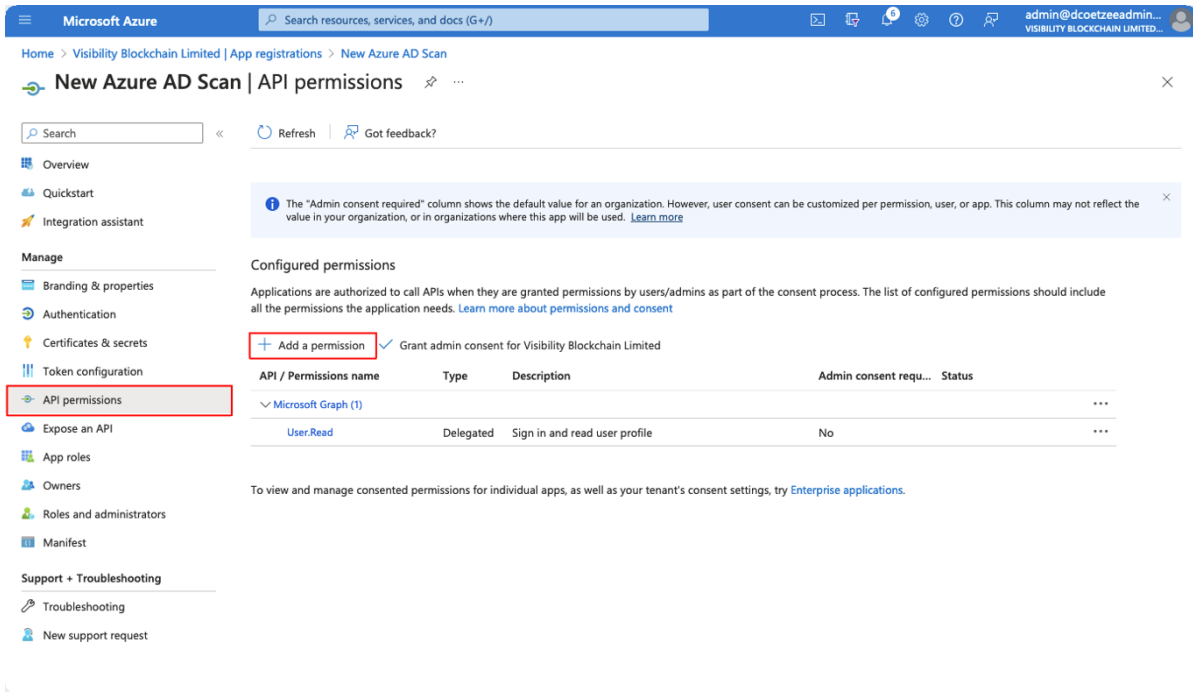 Microsoft Azure
Search resources, services, and docs (G+/)
6
admin@dcoetzeeadmin...
VISIBILITY BLOCKCHAIN LIMITED...
Home > Visibility Blockchain Limited | App registrations > New Azure AD Scan
New Azure AD Scan | API permissions
Search
Refresh
Got feedback?
Overview
Quickstart
Integration assistant
The "Admin consent required" column shows the default value for an organization. However, user consent can be customized per permission, user, or app. This column may not reflect the
value in your organization, or in organizations where this app will be used. Learn more
Manage
Branding & properties
Authentication
Certificates & secrets
Token configuration
API permissions
Expose an API
App roles
Owners
Roles and administrators
Manifest
Support + Troubleshooting
Troubleshooting
New support request
Configured permissions
Applications are authorized to call APIs when they are granted permissions by users/admins as part of the consent process. The list of configured permissions should include
all the permissions the application needs. Learn more about permissions and consent
Add a permission
Grant admin consent for Visibility Blockchain Limited
API / Permissions name Type Description Admin consent requ... Status
Microsoft Graph (1)
User.Read Delegated Sign in and read user profile No
To view and manage consented permissions for individual apps, as well as your tenant's consent settings, try Enterprise applications.